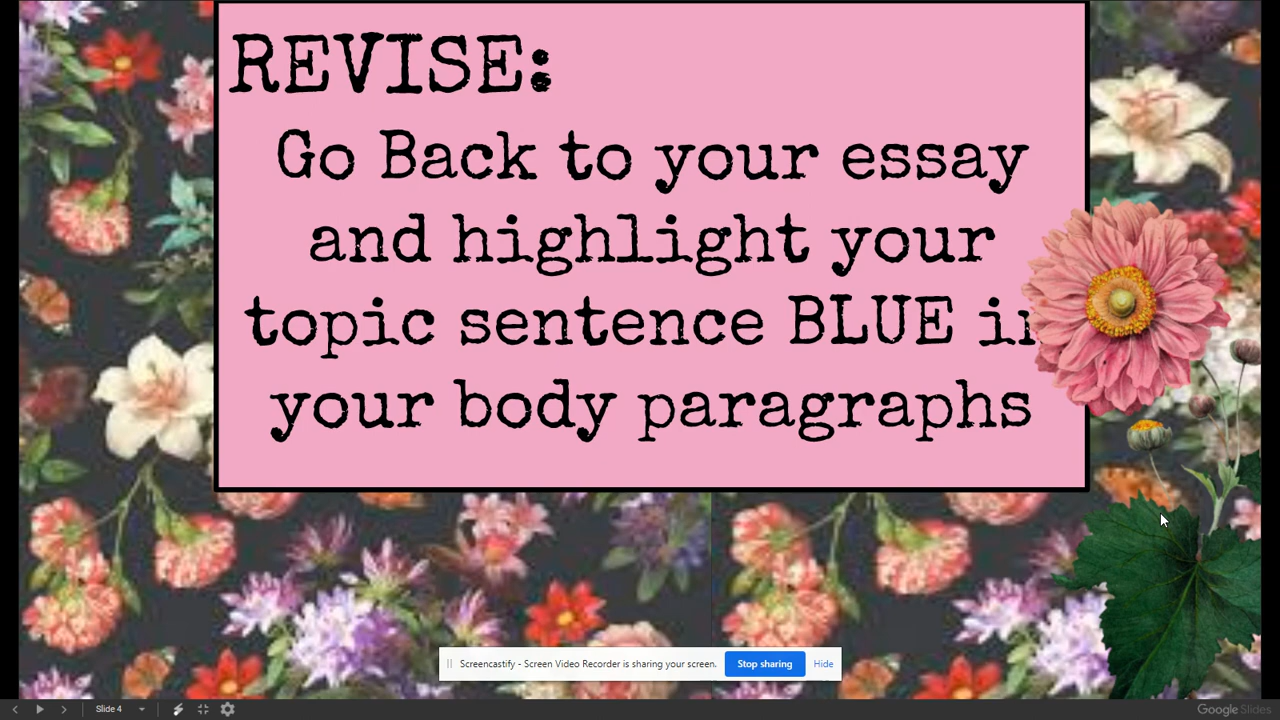 REVISE:
Go Back to your essay
and highlight your
topic sentence BLUE in
your body paragraphs
Screencastify - Screen Video Recorder is sharing your screen.
Stop sharing
Hide
Slide 4
Google Slides